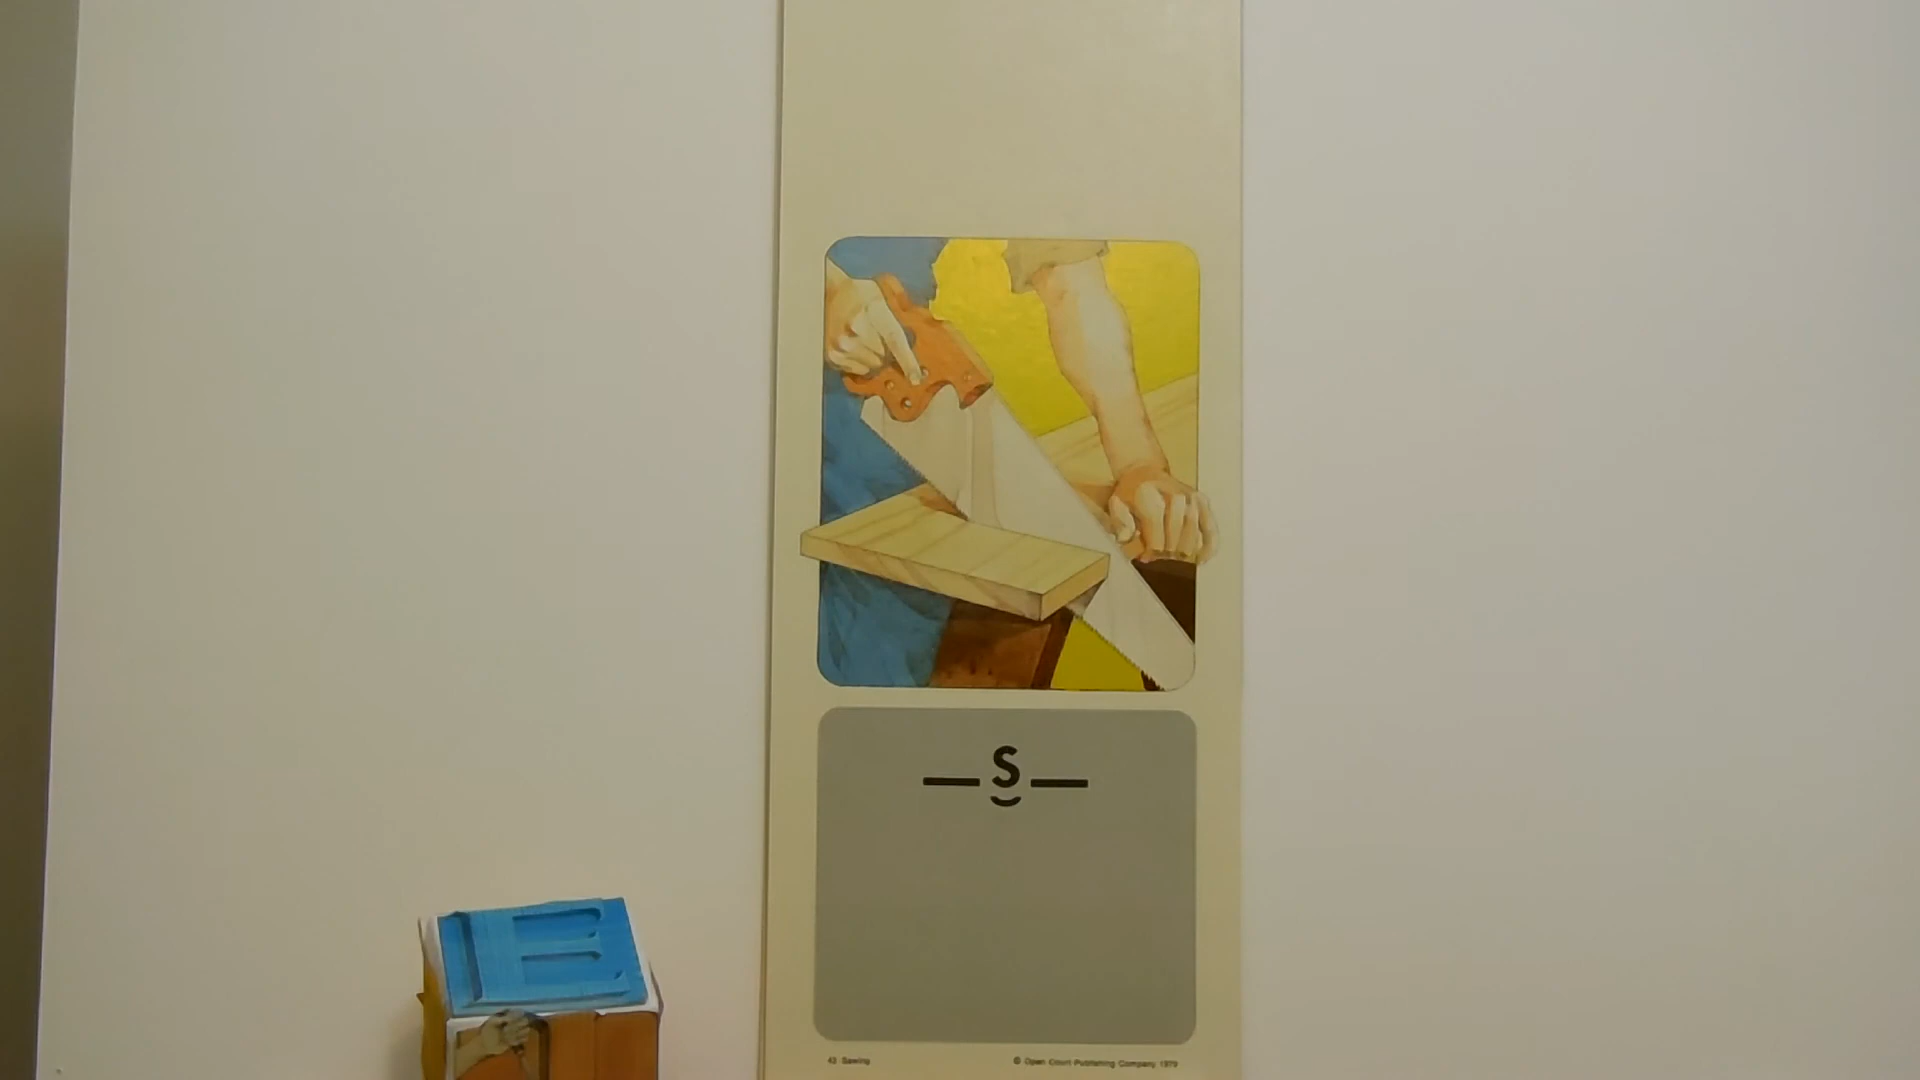 — S —
43 Sawing © Open Court Publishing Company 1979